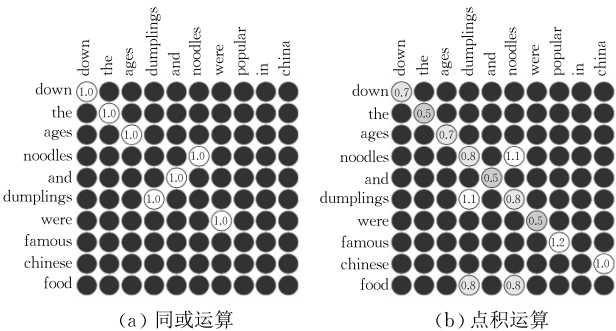 down the ages dumplings and noodles were popular in china
down 1.0
the 1.0
ages 1.0
noodles 1.0
and 1.0
dumplings 1.0
were 1.0
famous
chinese
food
(a) 同或运算
down the ages dumplings and noodles were popular in china
down 0.7
the 0.5
ages 0.7
noodles 0.8 1.1
and 0.5
dumplings 1.1 0.8
were 0.5
famous 1.2
chinese 1.0
food 0.8 0.8
(b) 点积运算